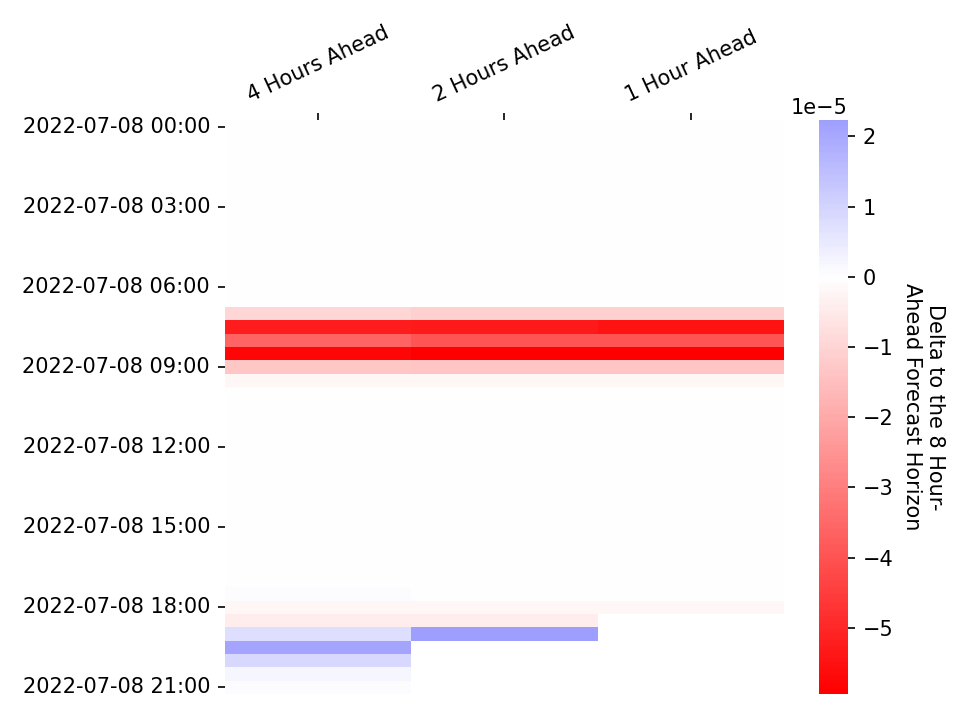 4 Hours Ahead
2 Hours Ahead
1 Hour Ahead
1e−5
2022-07-08 00:00
2022-07-08 03:00
2022-07-08 06:00
2022-07-08 09:00
2022-07-08 12:00
2022-07-08 15:00
2022-07-08 18:00
2022-07-08 21:00
2
1
0
−1
−2
−3
−4
−5
Delta to the 8 Hour-
Ahead Forecast Horizon